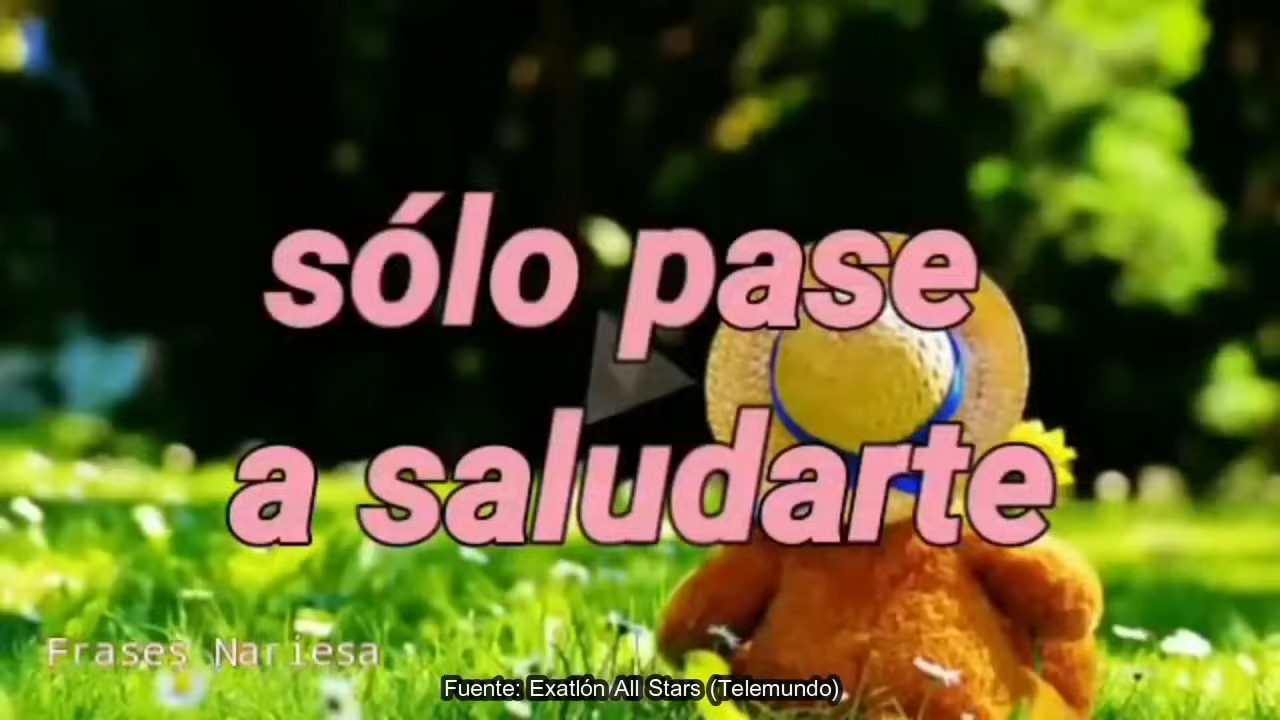 sólo pase
a saludarte
Frases Nariesa
Fuente: Exatlón All Stars (Telemundo)